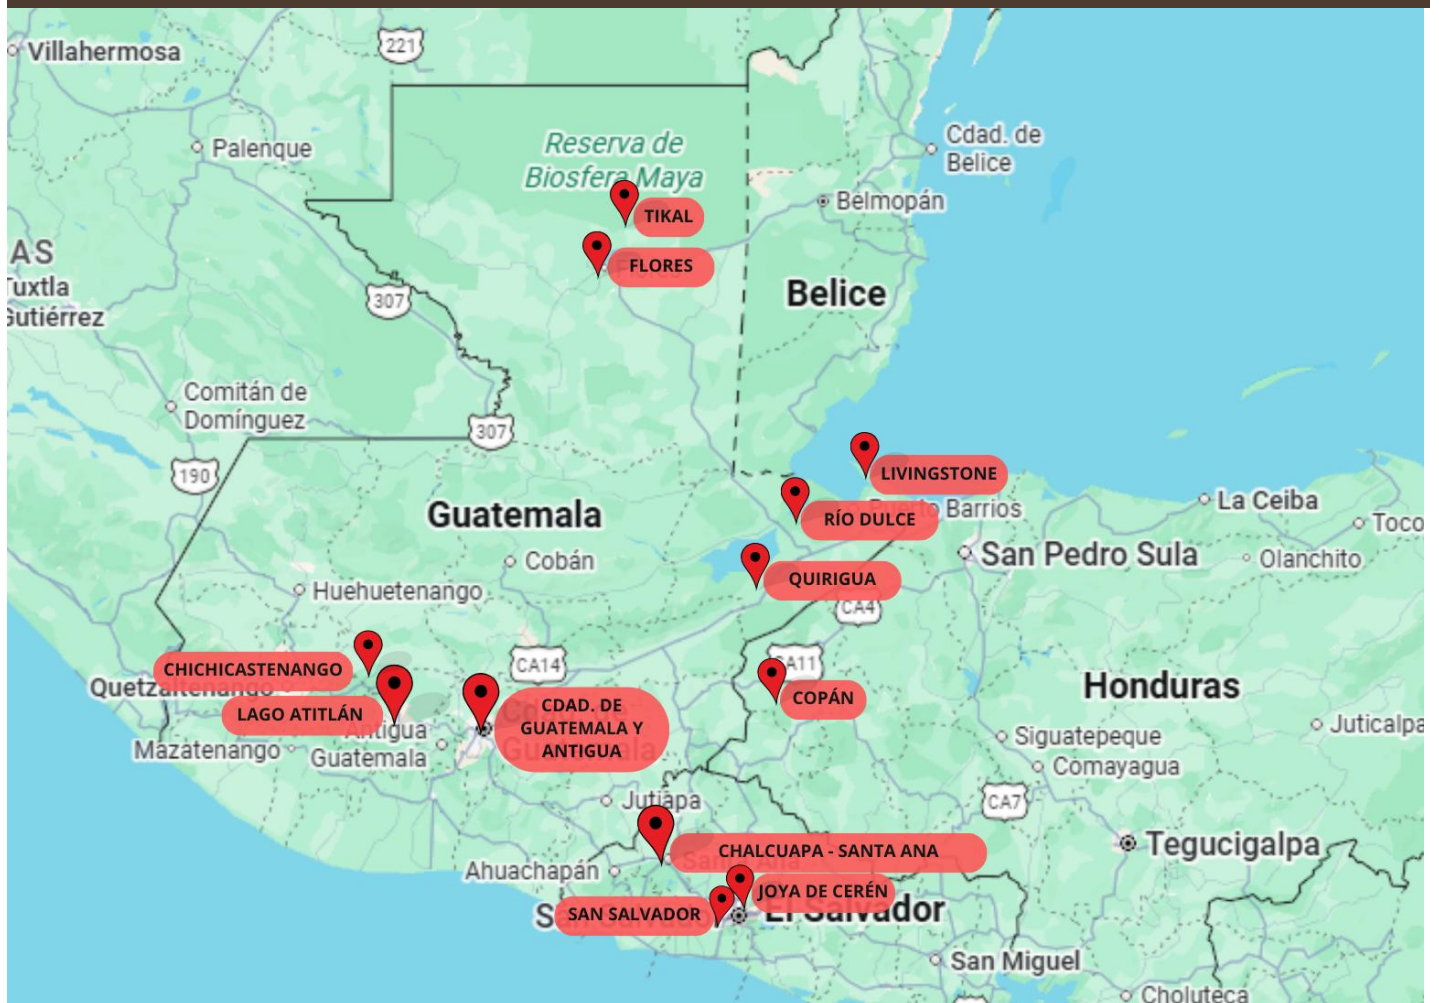 Villahermosa
221
Palenque
Reserva de
Biosfera Maya
Cdad. de
Belice
Belmopán
TIKAL
FLORES
AS
Tuxtla
Gutiérrez
307
Belice
Comitán de
Domínguez
307
190
LIVINGSTONE
Guatemala
RÍO DULCE
Puerto Barrios
La Ceiba
Toco
Cobán
San Pedro Sula
Olanchito
Huehuetenango
QUIRIGUA
CA4
CHICHICASTENANGO
Quetzaltenango
CA14
CA11
COPÁN
Honduras
LAGO ATITLÁN
CDAD. DE
GUATEMALA Y
ANTIGUA
Mazatenango
Antigua
Guatemala
Siguatepeque
Juticalpa
Comayagua
Jutiapa
CA7
CHALCUAPA - SANTA ANA
Tegucigalpa
Ahuachapán
JOYA DE CERÉN
SAN SALVADOR
El Salvador
San Miguel
Choluteca